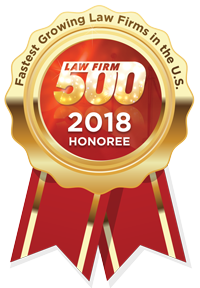 Fastest Growing Law Firms in the U.S.
LAW FIRM
500
2018
HONOREE